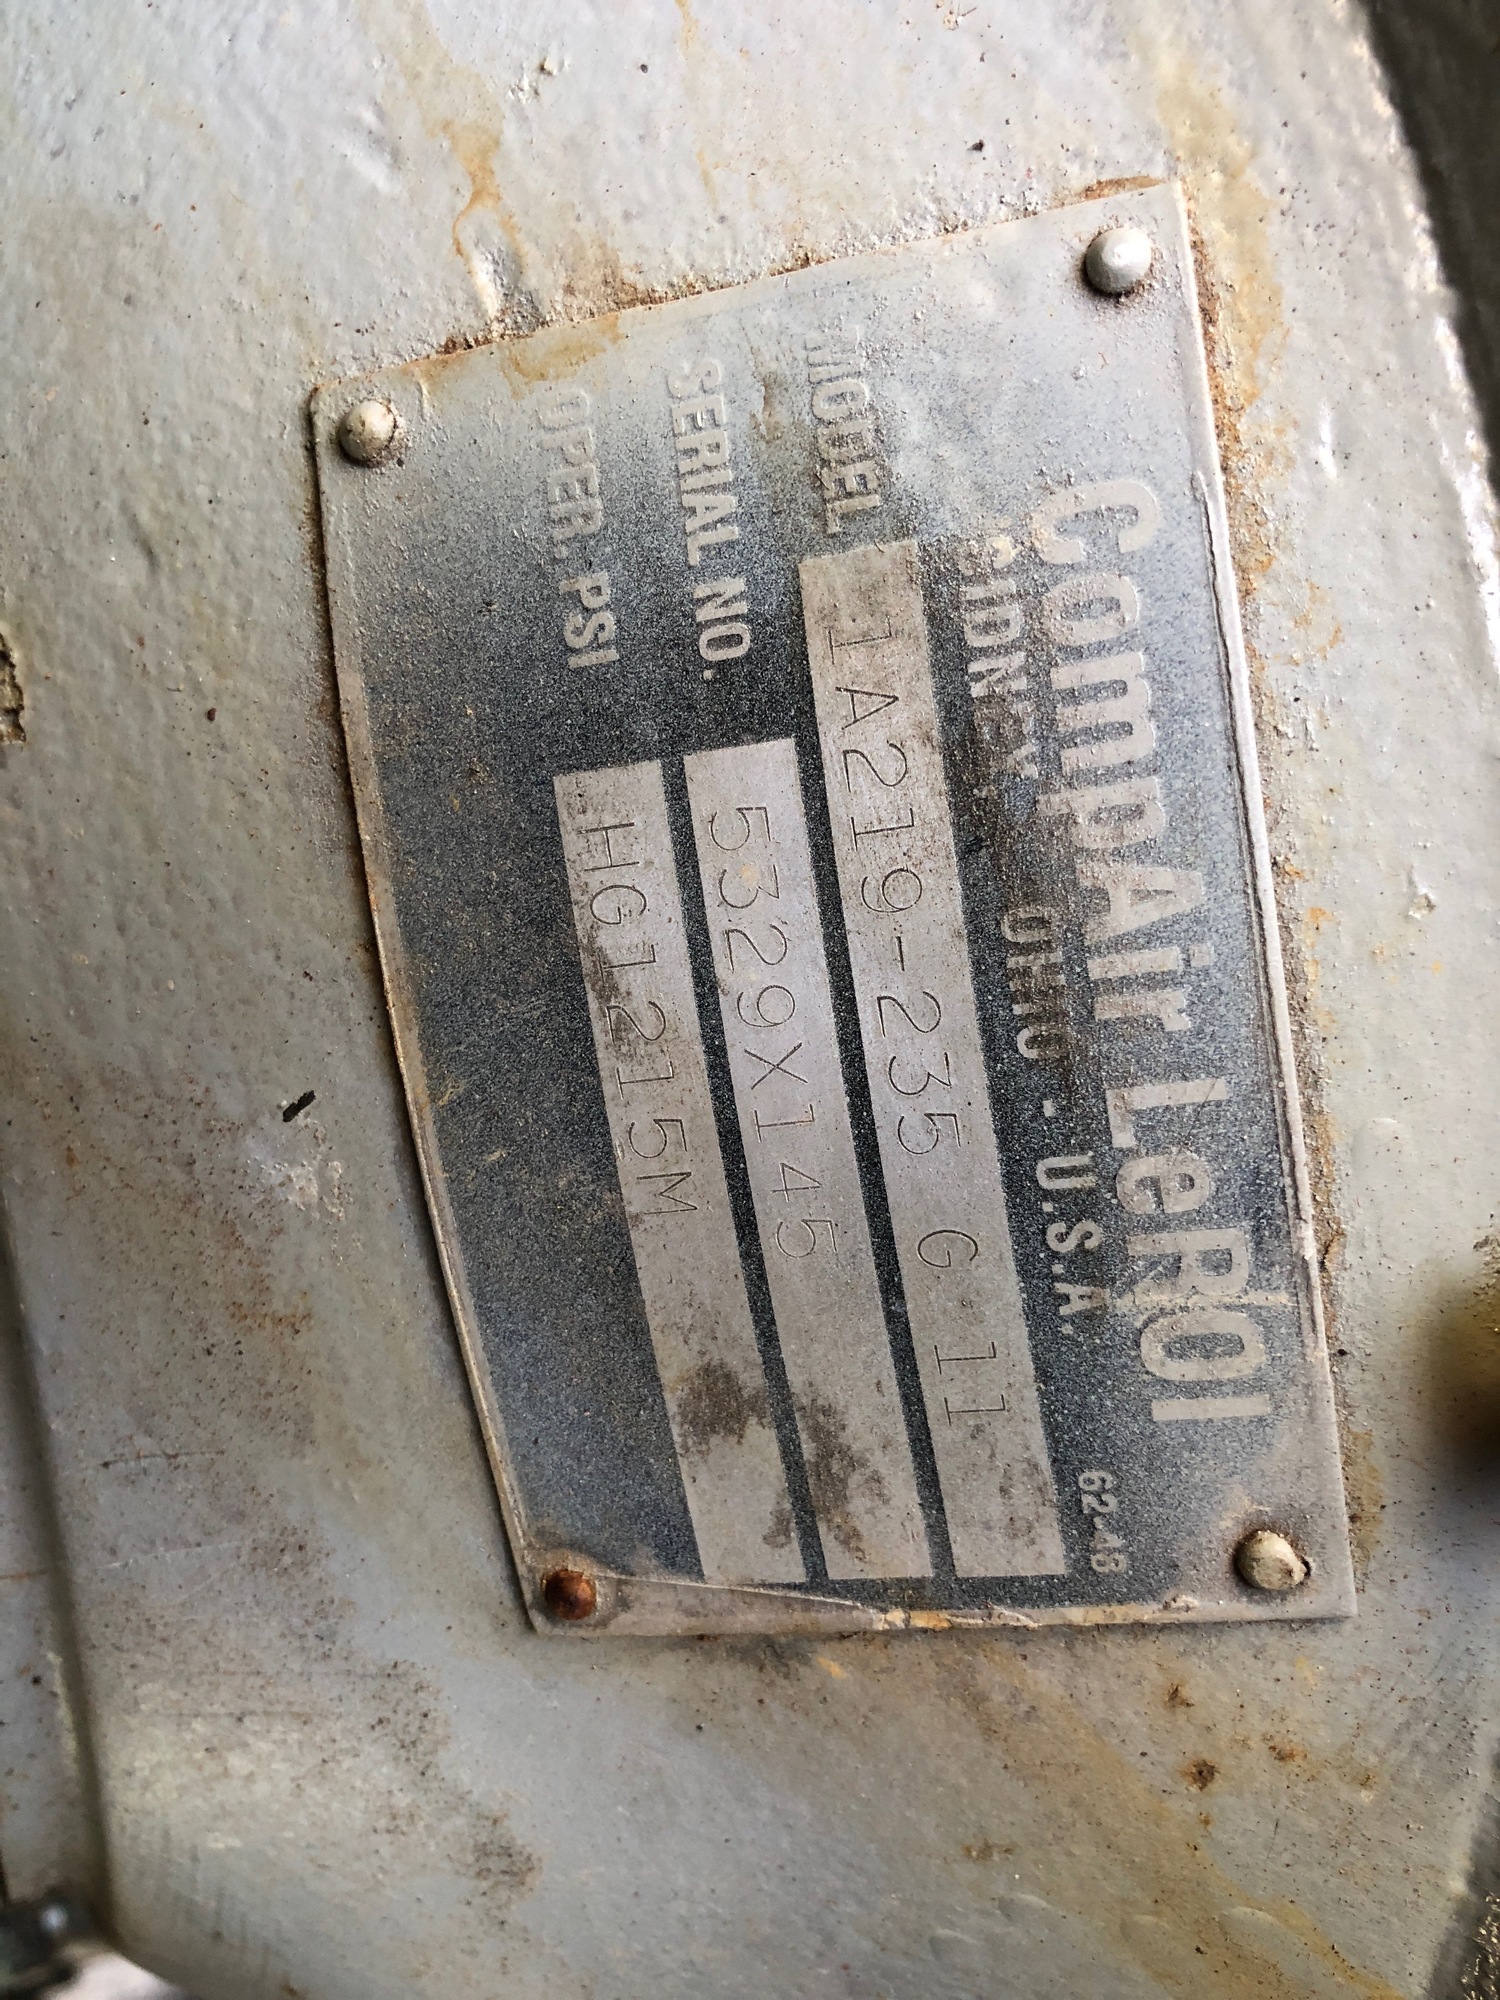 CompAir LeROI
SIDNEY OHIO . U.S.A. 62-48
MODEL 1A219-235 G 11
SERIAL NO. 5329X145
OPER. PSI HG1215M